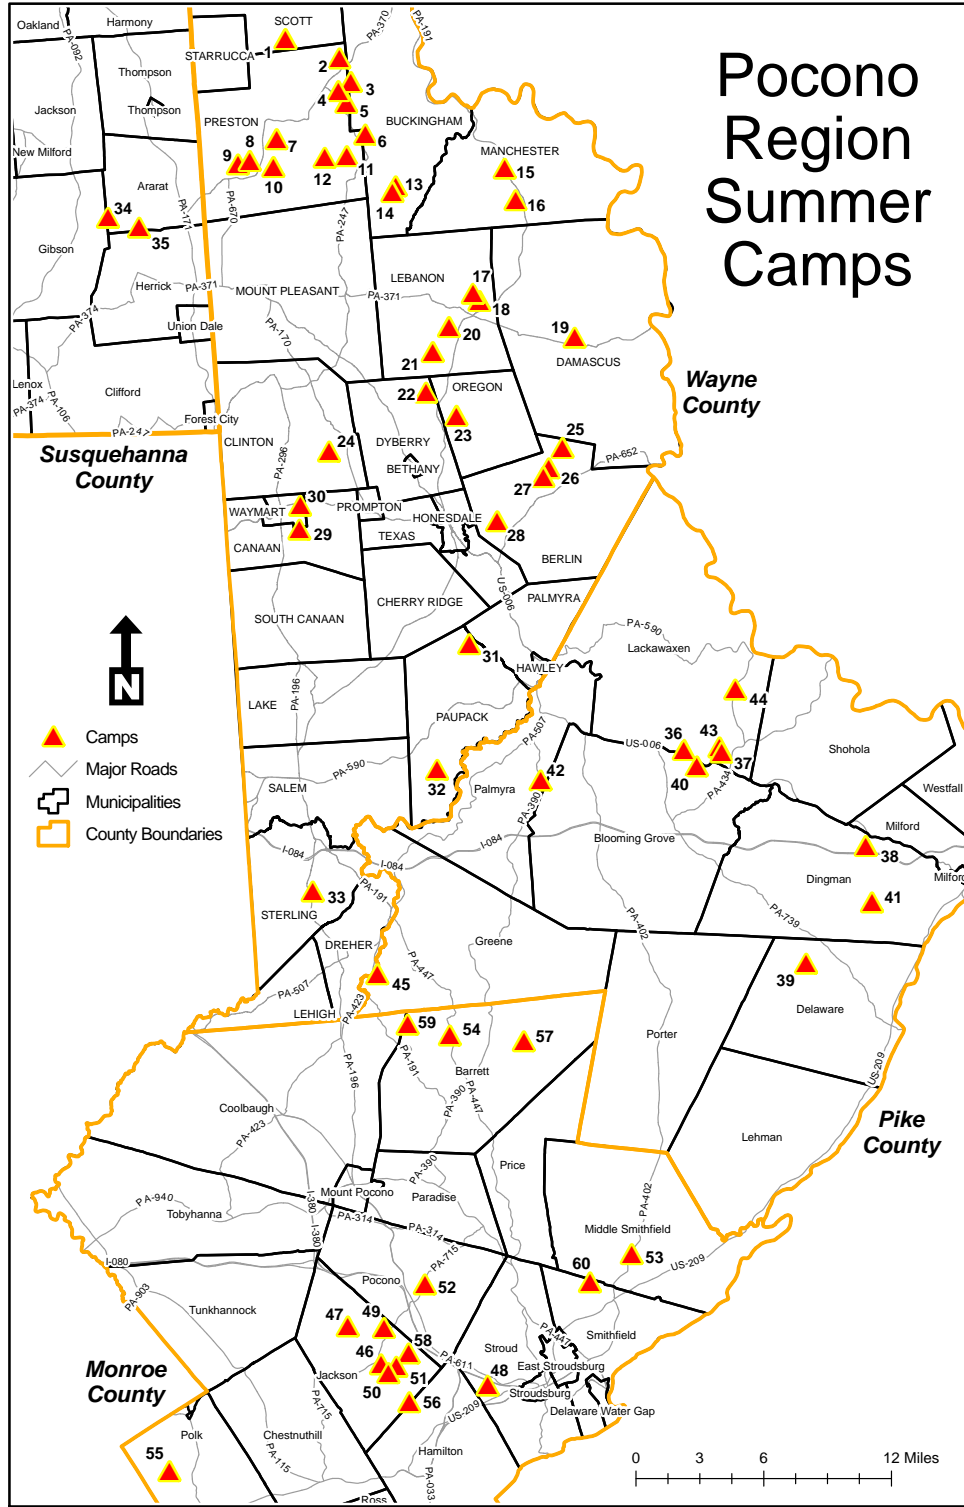 Pocono
Region
Summer
Camps
Oakland
Harmony
SCOTT
PA-092
PA-370
PA-191
STARRUCCA
1
2
Thompson
3
4
5
Jackson
Thompson
PRESTON
BUCKINGHAM
6
New Milford
8
7
MANCHESTER
9
15
10
12
11
Ararat
13
14
16
34
35
PA-171
PA-670
PA-247
Gibson
LEBANON
17
Herrick
PA-371
MOUNT PLEASANT
PA-371
18
PA-374
Union Dale
PA-170
20
19
DAMASCUS
21
Lenox
PA-374
Clifford
PA-106
22
OREGON
Wayne
County
Forest City
23
PA-247
CLINTON
24
DYBERRY
25
Susquehanna
County
PA-296
BETHANY
PA-652
26
27
30
WAYMART
PROMPTON
HONESDALE
29
TEXAS
28
CANAAN
BERLIN
US-006
CHERRY RIDGE
PALMYRA
SOUTH CANAAN
PA-590
Lackawaxen
N
31
HAWLEY
PA-196
LAKE
44
PAUPACK
PA-507
Camps
36
43
US-006
Shohola
Major Roads
PA-590
37
40
PA-434
Municipalities
SALEM
32
Palmyra
42
PA-390
Westfall
County Boundaries
Blooming Grove
Milford
I-084
I-084
I-084
38
PA-191
Dingman
Milford
33
41
STERLING
PA-402
PA-739
DREHER
Greene
PA-447
39
45
PA-507
PA-423
Delaware
LEHIGH
59
54
57
Porter
PA-196
PA-191
Barrett
US-209
Coolbaugh
PA-390
PA-447
Pike
County
PA-423
Lehman
PA-390
Price
Mount Pocono
PA-940
I-380
Paradise
PA-402
Tobyhanna
PA-314
PA-314
Middle Smithfield
I-380
I-080
PA-715
53
US-209
PA-903
Pocono
60
52
Tunkhannock
47
49
58
PA-447
Smithfield
Stroud
46
PA-611
East Stroudsburg
Monroe
County
Jackson
51
48
50
Stroudsburg
56
US-209
Delaware Water Gap
PA-715
Polk
Chestnuthill
55
PA-115
Hamilton
0 3 6 12 Miles
PA-033
Ross